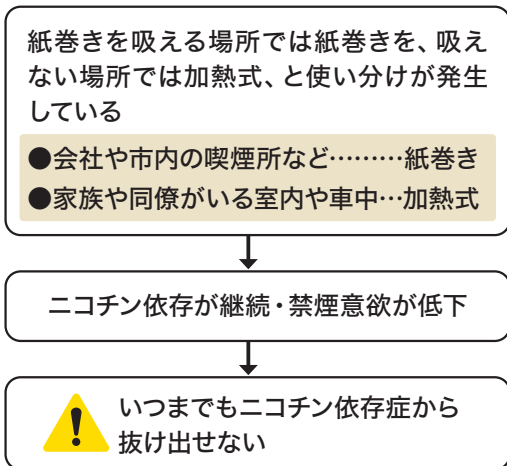 紙巻きを吸える場所では紙巻きを、吸え
ない場所では加熱式、と使い分けが発生
している
●会社や市内の喫煙所など………紙巻き
●家族や同僚がいる室内や車中…加熱式
ニコチン依存が継続・禁煙意欲が低下
いつまでもニコチン依存症から
抜け出せない